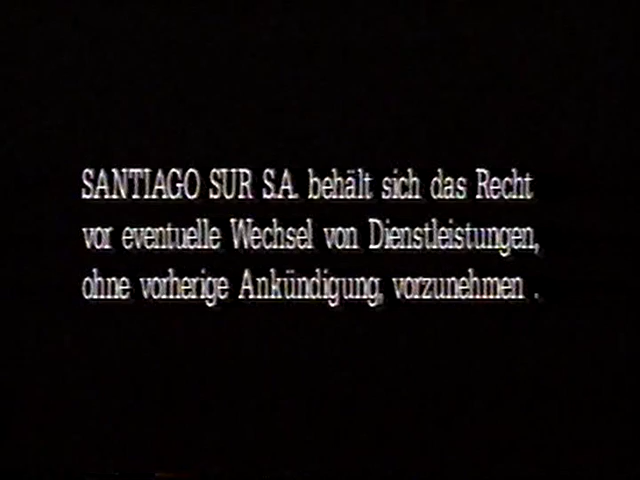 SANTIAGO SUR S.A. behält sich das Recht
vor eventuelle Wechsel von Dienstleistungen,
ohne vorherige Ankündigung, vorzunehmen .